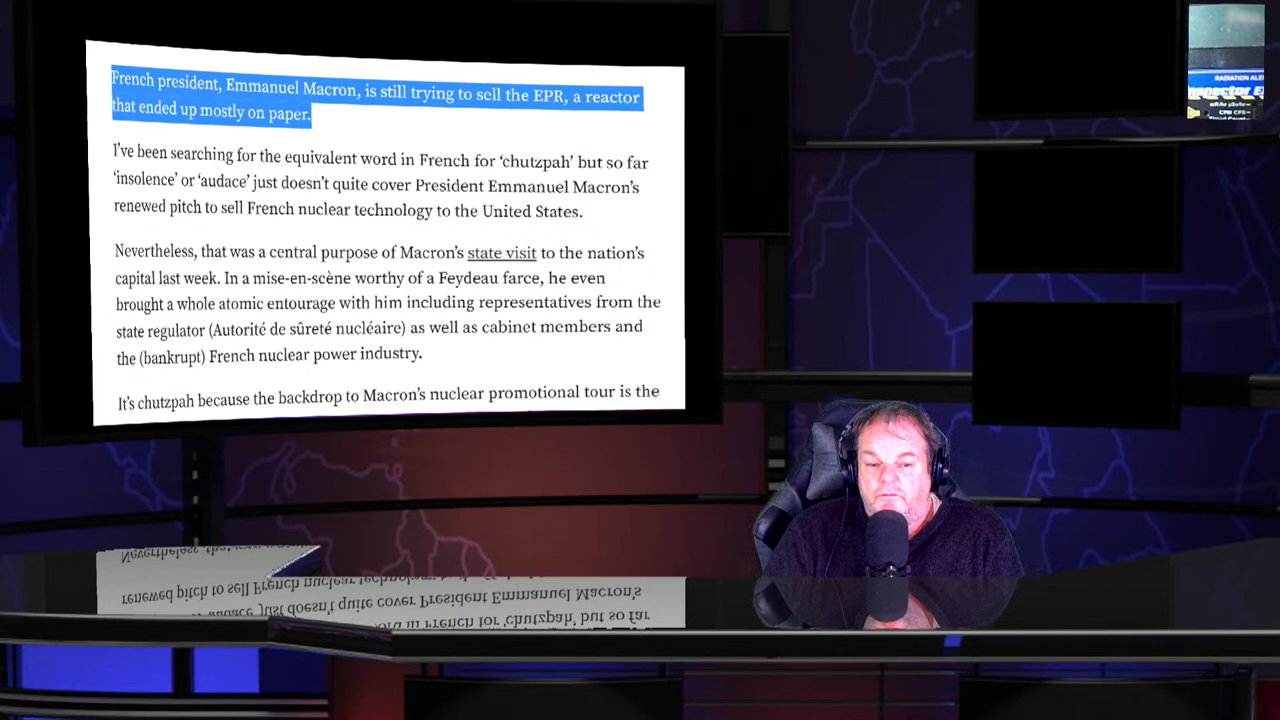 French president, Emmanuel Macron, is still trying to sell the EPR, a reactor
that ended up mostly on paper.
I've been searching for the equivalent word in French for 'chutzpah' but so far
'insolence' or 'audace' just doesn't quite cover President Emmanuel Macron's
renewed pitch to sell French nuclear technology to the United States.
Nevertheless, that was a central purpose of Macron's state visit to the nation's
capital last week. In a mise-en-scène worthy of a Feydeau farce, he even
brought a whole atomic entourage with him including representatives from the
state regulator (Autorité de sûreté nucléaire) as well as cabinet members and
the (bankrupt) French nuclear power industry.
It's chutzpah because the backdrop to Macron's nuclear promotional tour is the
RADIATION ALE
nspector E
CPM CPS